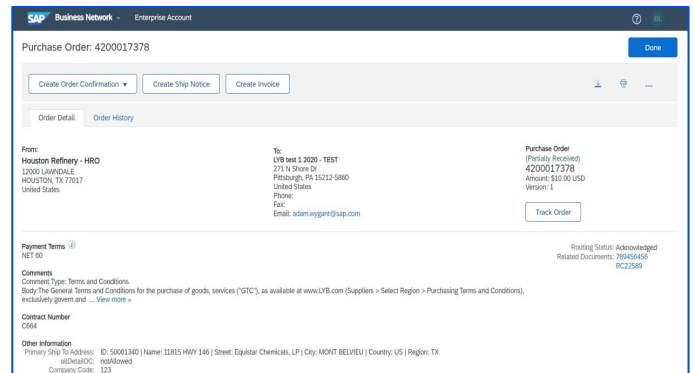 SAP Business Network Enterprise Account
Purchase Order: 4200017378
Done
Create Order Confirmation
Create Ship Notice
Create Invoice
...
Order Detail
Order History
From:
Houston Refinery - HRO
12000 LAWNDALE
HOUSTON, TX 77017
United States
To:
LYB test 1 2020 - TEST
271 N Shore Dr
Pittsburgh, PA 15212-5860
United States
Phone:
Fax:
Email: adam.wygant@sap.com
Purchase Order
(Partially Received)
4200017378
Amount: $10.00 USD
Version: 1
Track Order
Payment Terms
NET 60
Routing Status: Acknowledged
Related Documents: 789456456
RC22589
Comments
Comment Type: Terms and Conditions
Body:The General Terms and Conditions for the purchase of goods, services ("GTC"), as available at www.LYB.com (Suppliers > Select Region > Purchasing Terms and Conditions),
exclusively govern and ... View more »
Contract Number
C664
Other Information
Primary Ship To Address: ID: 50001340 | Name: 11815 HWY 146 | Street: Equistar Chemicals, LP | City: MONT BELVIEU | Country: US | Region: TX
allDetailOC: notAllowed
Company Code: 123